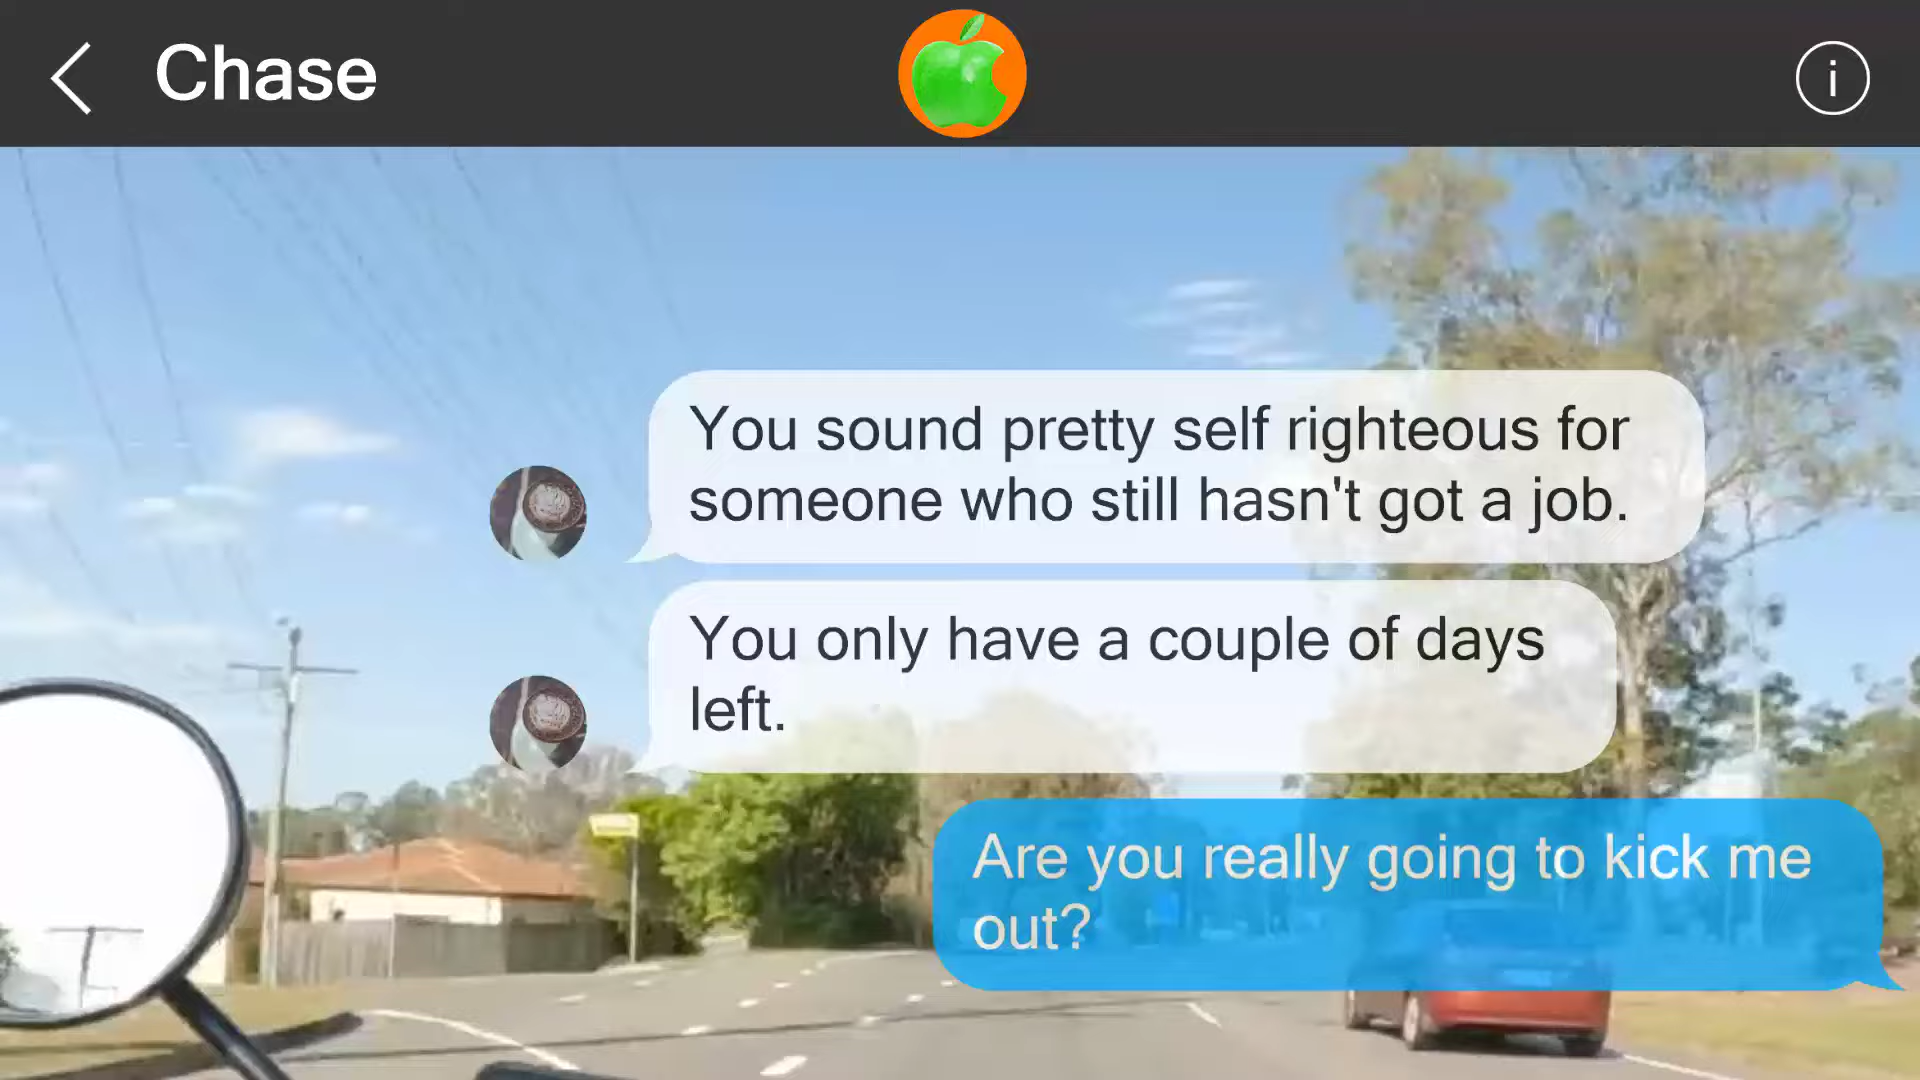 Chase
i
You sound pretty self righteous for
someone who still hasn't got a job.
You only have a couple of days
left.
Are you really going to kick me
out?